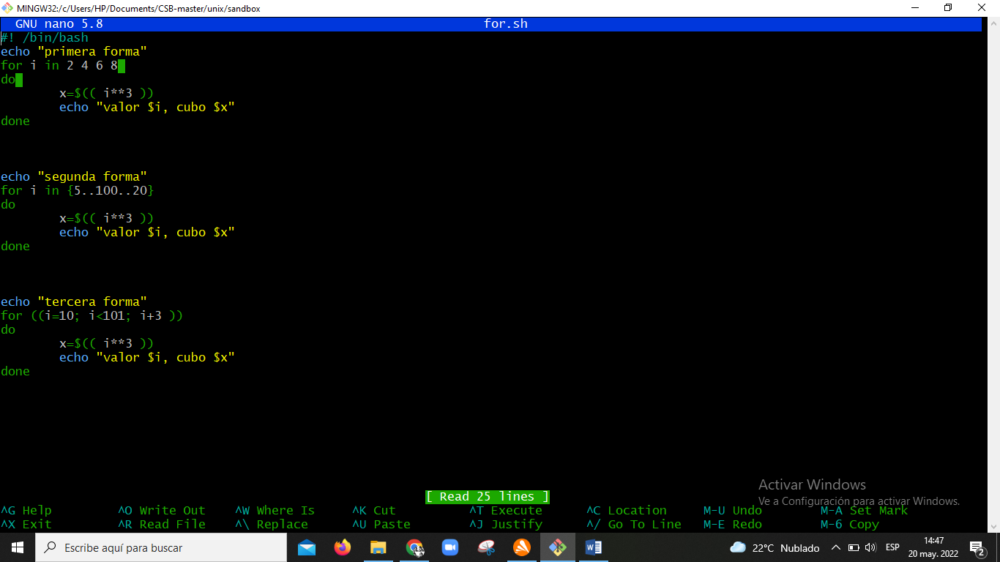 MINGW32:/c/Users/HP/Documents/CSB-master/unix/sandbox
GNU nano 5.8 for.sh
#! /bin/bash
echo "primera forma"
for i in 2 4 6 8
do
x=$(( i**3 ))
echo "valor $i, cubo $x"
done
echo "segunda forma"
for i in {5..100..20}
do
x=$(( i**3 ))
echo "valor $i, cubo $x"
done
echo "tercera forma"
for ((i=10; i<101; i+3 ))
do
x=$(( i**3 ))
echo "valor $i, cubo $x"
done
[ Read 25 lines ]
Activar Windows
Ve a Configuración para activar Windows.
^G Help ^O Write Out ^W Where Is ^K Cut ^T Execute ^C Location M-U Undo M-A Set Mark
^X Exit ^R Read File ^\ Replace ^U Paste ^J Justify ^/ Go To Line M-E Redo M-6 Copy
Escribe aquí para buscar
22°C Nublado
ESP
14:47
20 may. 2022
2